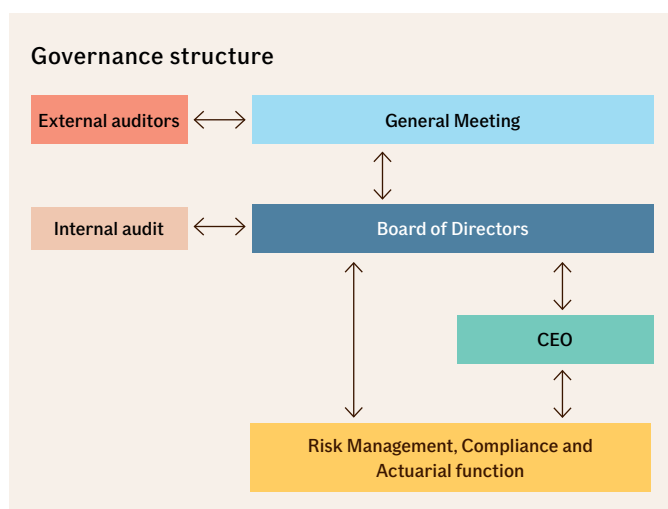 Governance structure
External auditors
General Meeting
Internal audit
Board of Directors
CEO
Risk Management, Compliance and
Actuarial function